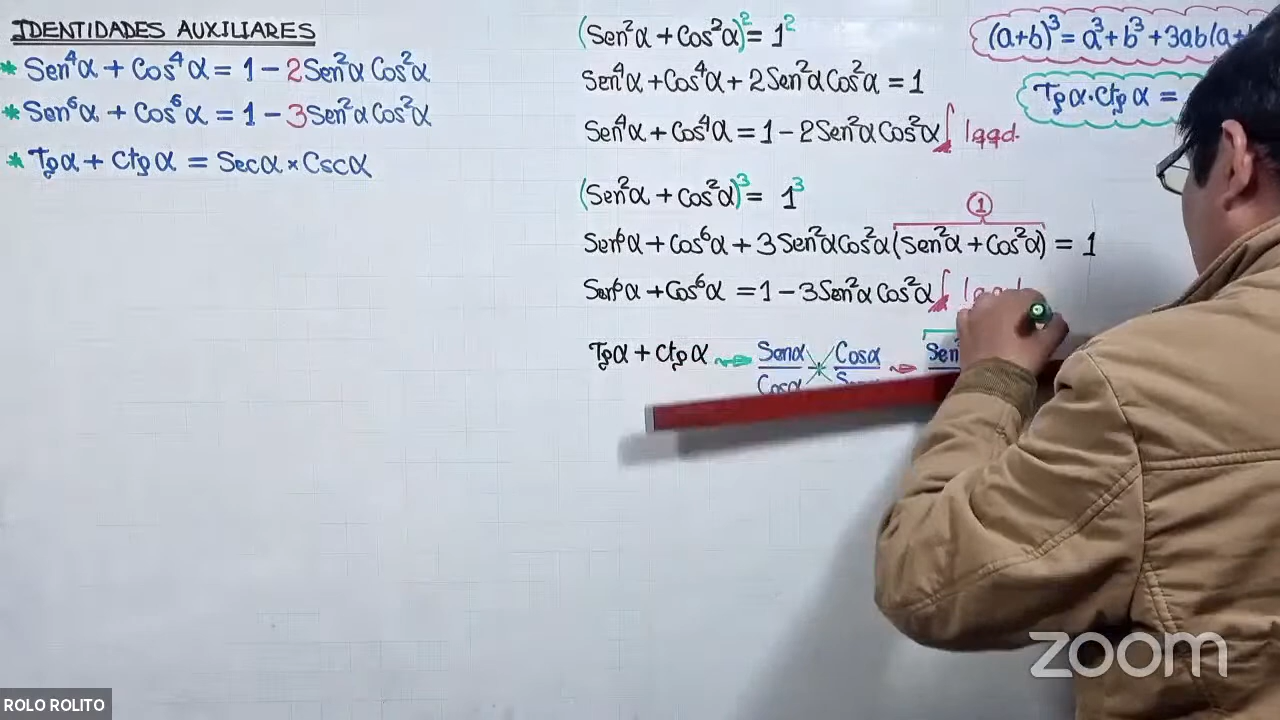 IDENTIDADES AUXILIARES
* Sen⁴α + Cos⁴α = 1 - 2Sen²α Cos²α
* Sen⁶α + Cos⁶α = 1 - 3Sen²α Cos²α
* Tgα + Ctgα = Secα × Cscα
(Sen²α + Cos²α)² = 1²
Sen⁴α + Cos⁴α + 2Sen²α Cos²α = 1
Sen⁴α + Cos⁴α = 1 - 2Sen²α Cos²α lqqd.
(Sen²α + Cos²α)³ = 1³
1
Sen⁶α + Cos⁶α + 3Sen²α Cos²α (Sen²α + Cos²α) = 1
Sen⁶α + Cos⁶α = 1 - 3Sen²α Cos²α lqqd
Tgα + Ctgα → Senα Cosα → Sen
Cosα
(a+b)³ = a³ + b³ + 3ab(a+
Tgα · Ctgα =
zoom
ROLO ROLITO